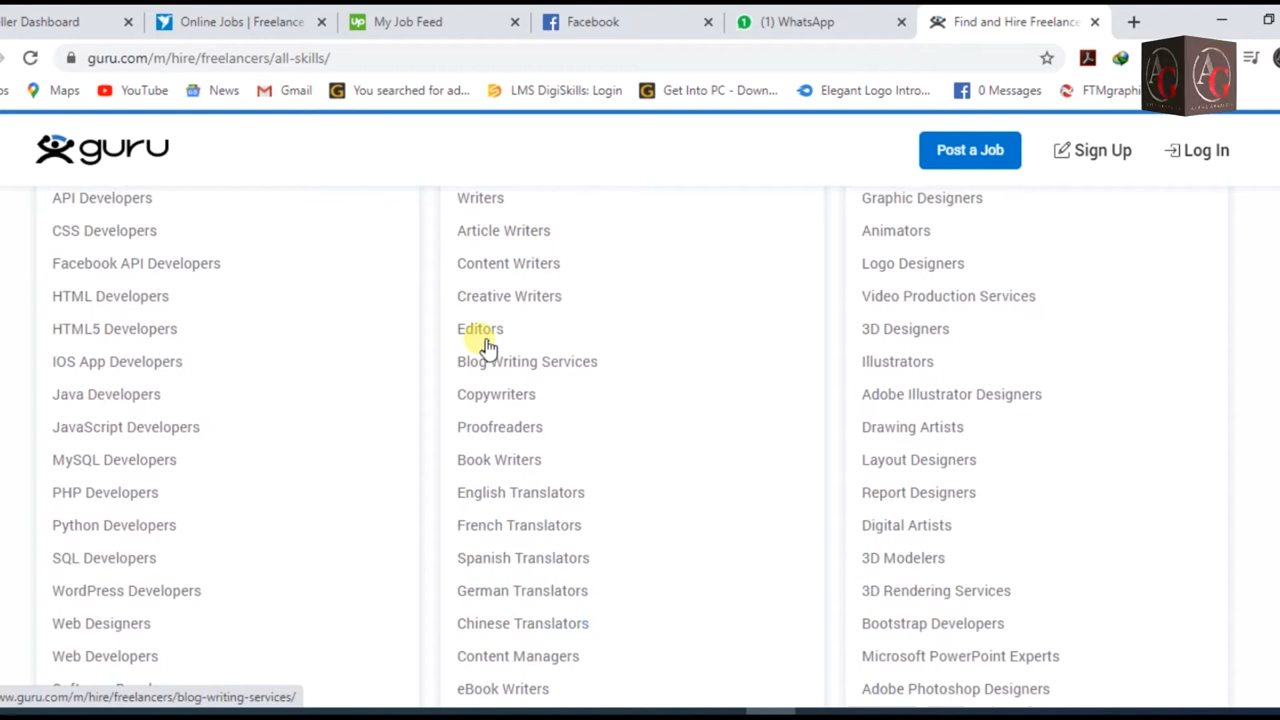 ller Dashboard
Online Jobs | Freelance
My Job Feed
Facebook
(1) WhatsApp
Find and Hire Freelance
guru.com/m/hire/freelancers/all-skills/
ps
Maps
YouTube
News
Gmail
You searched for ad...
LMS DigiSkills: Login
Get Into PC - Down...
Elegant Logo Intro...
0 Messages
FTMgraphi
AG
AG
guru
Post a Job
Sign Up
Log In
API Developers
CSS Developers
Facebook API Developers
HTML Developers
HTML5 Developers
IOS App Developers
Java Developers
JavaScript Developers
MySQL Developers
PHP Developers
Python Developers
SQL Developers
WordPress Developers
Web Designers
Web Developers
Writers
Article Writers
Content Writers
Creative Writers
Editors
Blog Writing Services
Copywriters
Proofreaders
Book Writers
English Translators
French Translators
Spanish Translators
German Translators
Chinese Translators
Content Managers
eBook Writers
Graphic Designers
Animators
Logo Designers
Video Production Services
3D Designers
Illustrators
Adobe Illustrator Designers
Drawing Artists
Layout Designers
Report Designers
Digital Artists
3D Modelers
3D Rendering Services
Bootstrap Developers
Microsoft PowerPoint Experts
Adobe Photoshop Designers
ww.guru.com/m/hire/freelancers/blog-writing-services/